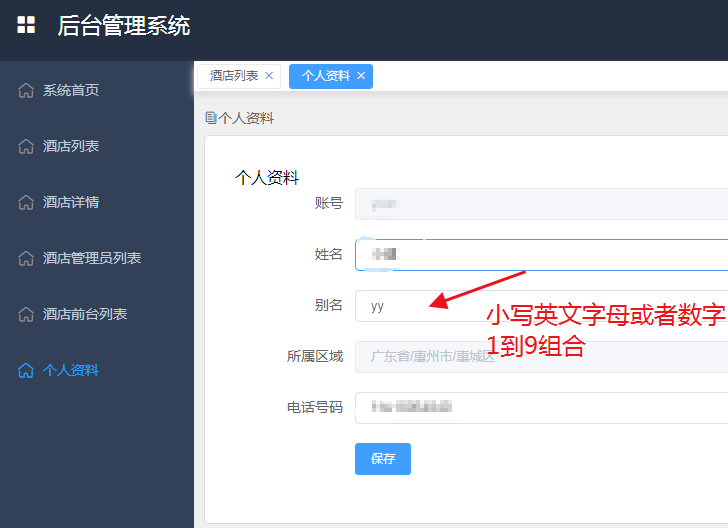 后台管理系统
系统首页
酒店列表
酒店详情
酒店管理员列表
酒店前台列表
个人资料
酒店列表 × 个人资料 ×
个人资料
个人资料
账号
姓名
别名 yy
小写英文字母或者数字
1到9组合
所属区域 广东省/惠州市/惠城区
电话号码
保存